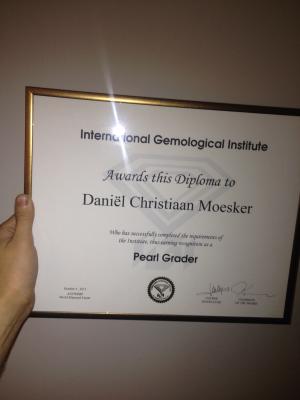 International Gemological Institute
Awards this Diploma to
Daniël Christiaan Moesker
Who has successfully completed the requirements of
the Institute, thus earning recognition as a
Pearl Grader